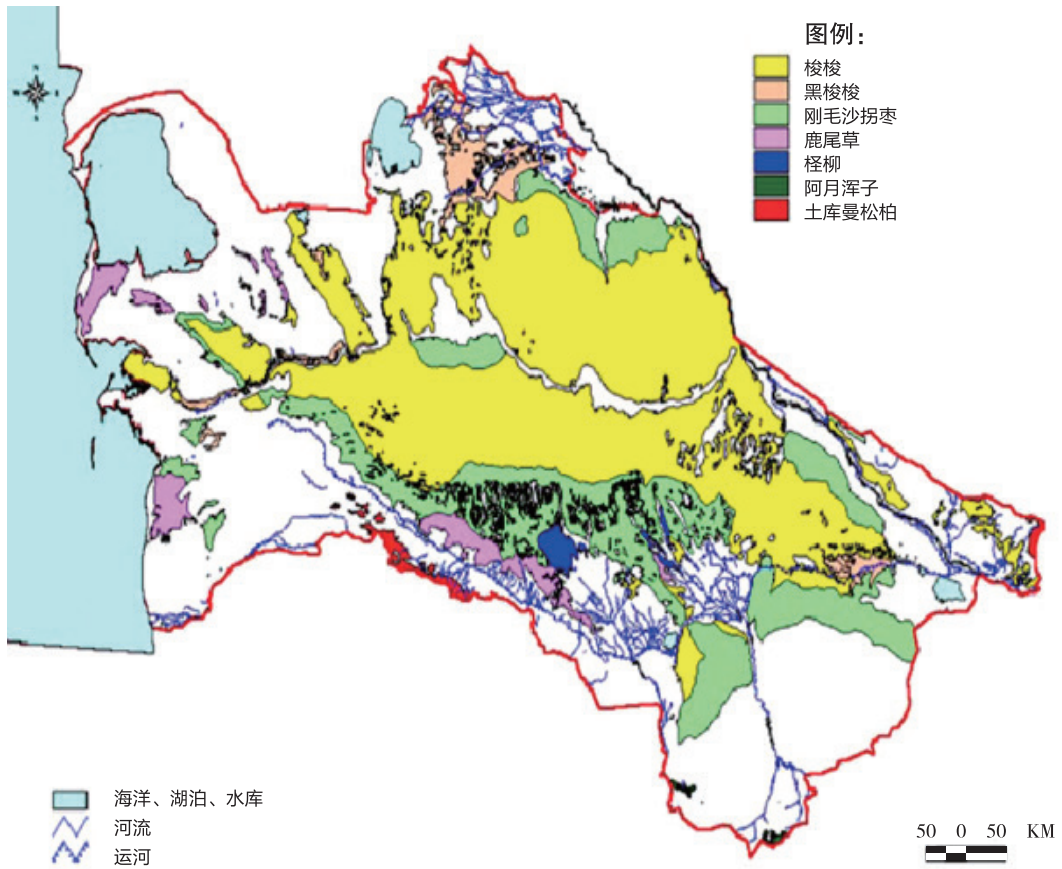 图例：
梭梭
黑梭梭
刚毛沙拐枣
鹿尾草
柽柳
阿月浑子
土库曼松柏
N
W
E
S
海洋、湖泊、水库
河流
运河
50 0 50 KM